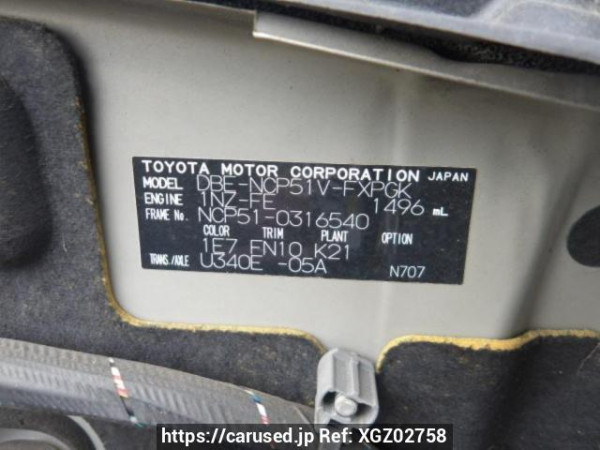 TOYOTA MOTOR CORPORATION JAPAN
MODEL DBE-NCP51V-FXPGK
ENGINE 1NZ-FE 1496 mL
FRAME No. NCP51-0316540
COLOR TRIM PLANT OPTION
1E7 EN10 K21
TRANS./AXLE U340E -05A N707
https://carused.jp Ref: XGZ02758